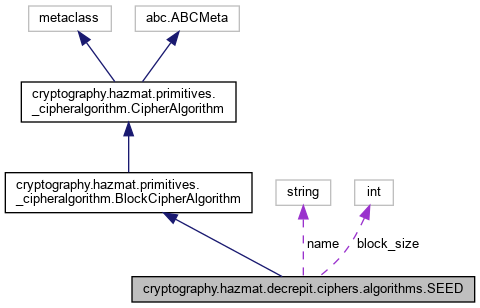 metaclass
abc.ABCMeta
cryptography.hazmat.primitives.
_cipheralgorithm.CipherAlgorithm
cryptography.hazmat.primitives.
_cipheralgorithm.BlockCipherAlgorithm
string
int
name
block_size
cryptography.hazmat.decrepit.ciphers.algorithms.SEED